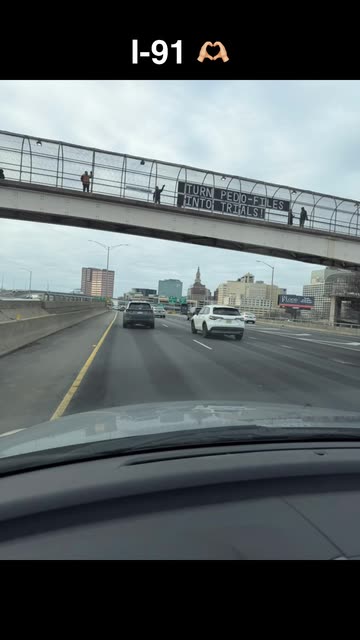 I-91 🫶🏼
TURN PEDO-FILES
INTO TRIALS!